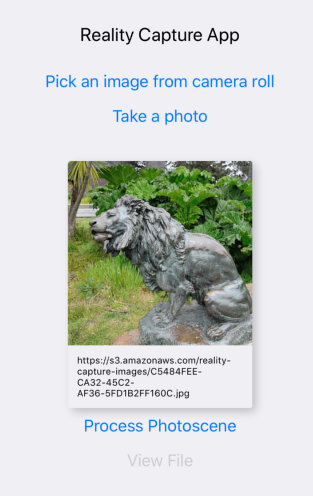 Reality Capture App
Pick an image from camera roll
Take a photo
https://s3.amazonaws.com/reality-
capture-images/C5484FEE-
CA32-45C2-
AF36-5FD1B2FF160C.jpg
Process Photoscene
View File